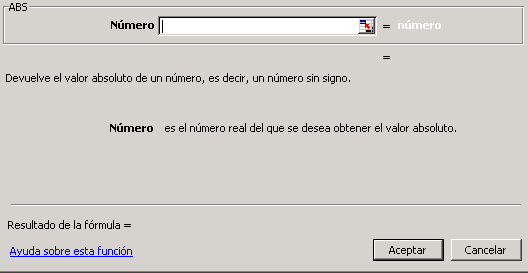 ABS
Número = número
=
Devuelve el valor absoluto de un número, es decir, un número sin signo.
Número es el número real del que se desea obtener el valor absoluto.
Resultado de la fórmula =
Ayuda sobre esta función
Aceptar Cancelar